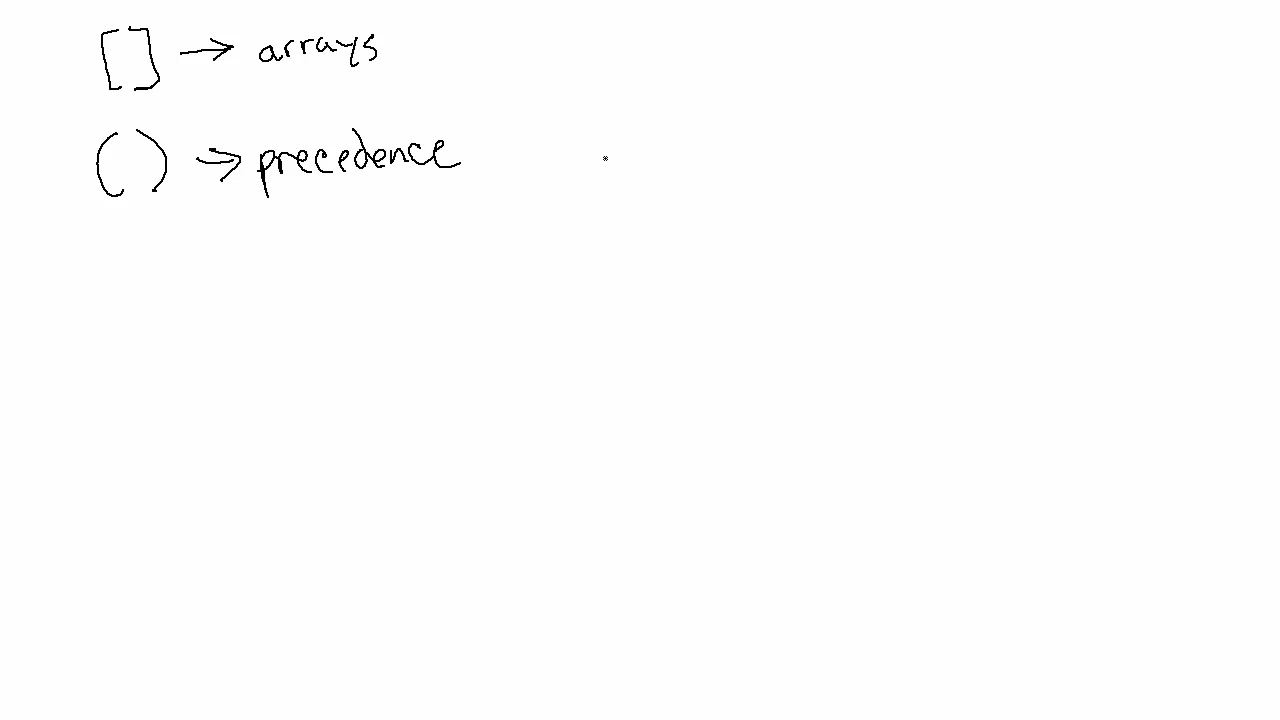 [] → arrays
() → precedence